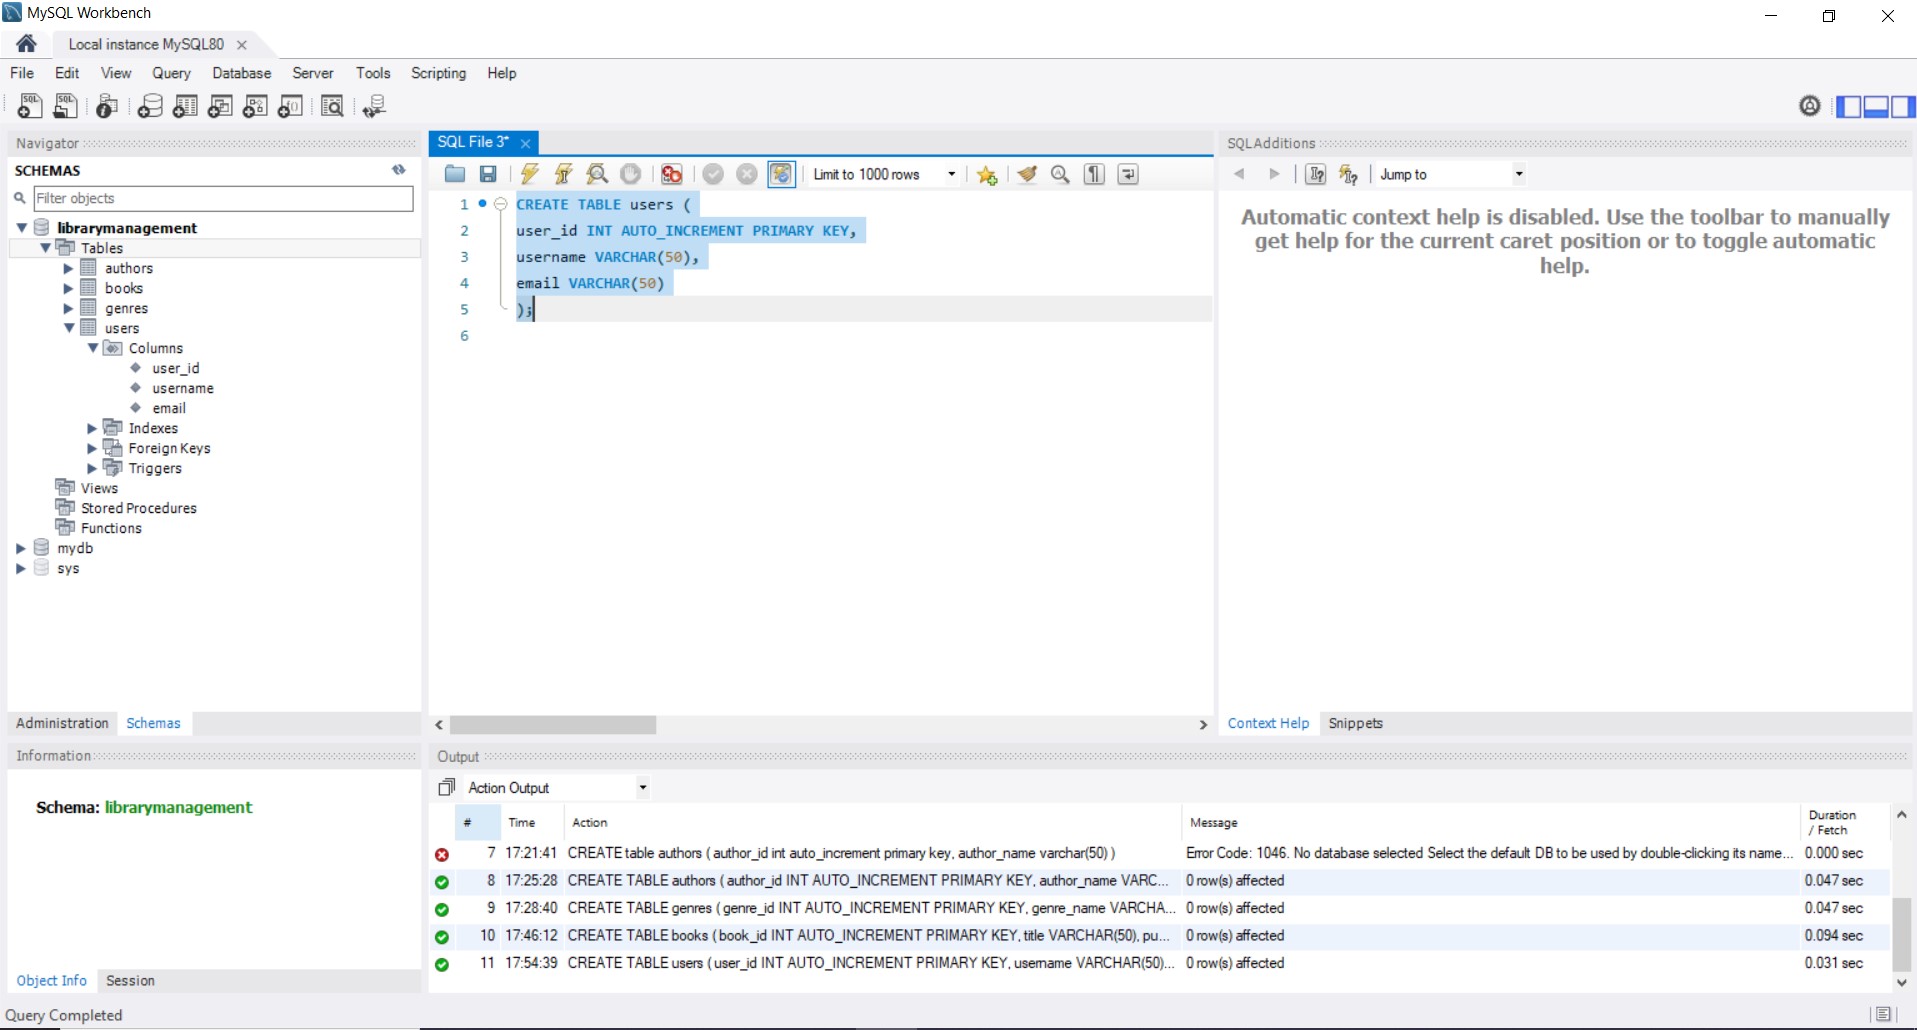 MySQL Workbench
Local instance MySQL80
File Edit View Query Database Server Tools Scripting Help
Navigator
SCHEMAS
Filter objects
librarymanagement
Tables
authors
books
genres
users
Columns
user_id
username
email
Indexes
Foreign Keys
Triggers
Views
Stored Procedures
Functions
mydb
sys
Administration Schemas
Information
Schema: librarymanagement
Object Info Session
Query Completed
SQL File 3*
Limit to 1000 rows
1 CREATE TABLE users (
2 user_id INT AUTO_INCREMENT PRIMARY KEY,
3 username VARCHAR(50),
4 email VARCHAR(50)
5 );
6
SQLAdditions
Jump to
Automatic context help is disabled. Use the toolbar to manually
get help for the current caret position or to toggle automatic
help.
Context Help Snippets
Output
Action Output
# Time Action Message Duration / Fetch
7 17:21:41 CREATE table authors ( author_id int auto_increment primary key, author_name varchar(50) ) Error Code: 1046. No database selected Select the default DB to be used by double-clicking its name... 0.000 sec
8 17:25:28 CREATE TABLE authors ( author_id INT AUTO_INCREMENT PRIMARY KEY, author_name VARC... 0 row(s) affected 0.047 sec
9 17:28:40 CREATE TABLE genres ( genre_id INT AUTO_INCREMENT PRIMARY KEY, genre_name VARCHA... 0 row(s) affected 0.047 sec
10 17:46:12 CREATE TABLE books ( book_id INT AUTO_INCREMENT PRIMARY KEY, title VARCHAR(50), pu... 0 row(s) affected 0.094 sec
11 17:54:39 CREATE TABLE users ( user_id INT AUTO_INCREMENT PRIMARY KEY, username VARCHAR(50)... 0 row(s) affected 0.031 sec